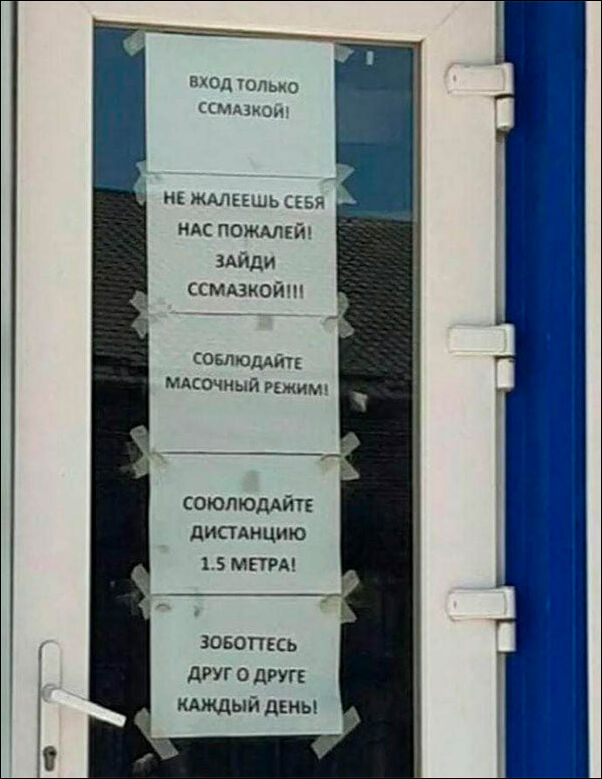 ВХОД ТОЛЬКО
ССМАЗКОЙ!
НЕ ЖАЛЕЕШЬ СЕБЯ
НАС ПОЖАЛЕЙ!
ЗАЙДИ
ССМАЗКОЙ!!!
СОБЛЮДАЙТЕ
МАСОЧНЫЙ РЕЖИМ!
СОЮЛЮДАЙТЕ
ДИСТАНЦИЮ
1.5 МЕТРА!
ЗОБОТТЕСЬ
ДРУГ О ДРУГЕ
КАЖДЫЙ ДЕНЬ!